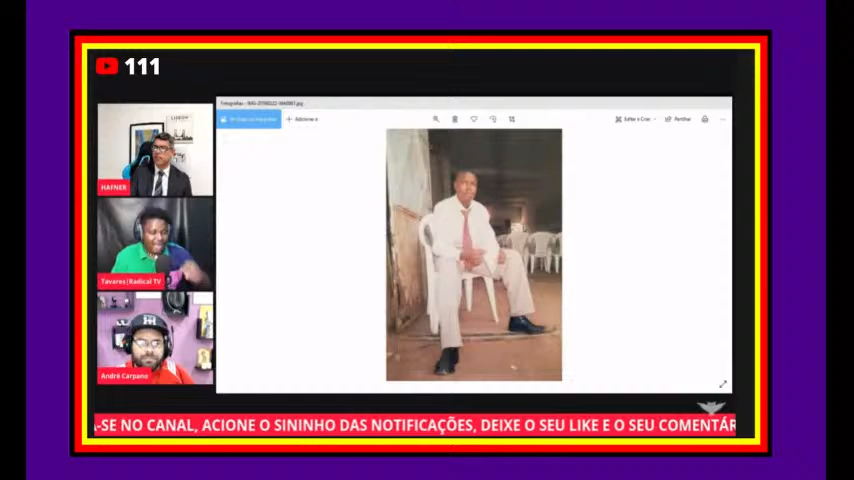 111
HAFNER
Tavares|Radical TV
André Carpano
Adicionar a
Editar e Criar
Partilhar
LISBON
-SE NO CANAL, ACIONE O SININHO DAS NOTIFICAÇÕES, DEIXE O SEU LIKE E O SEU COMENTÁR